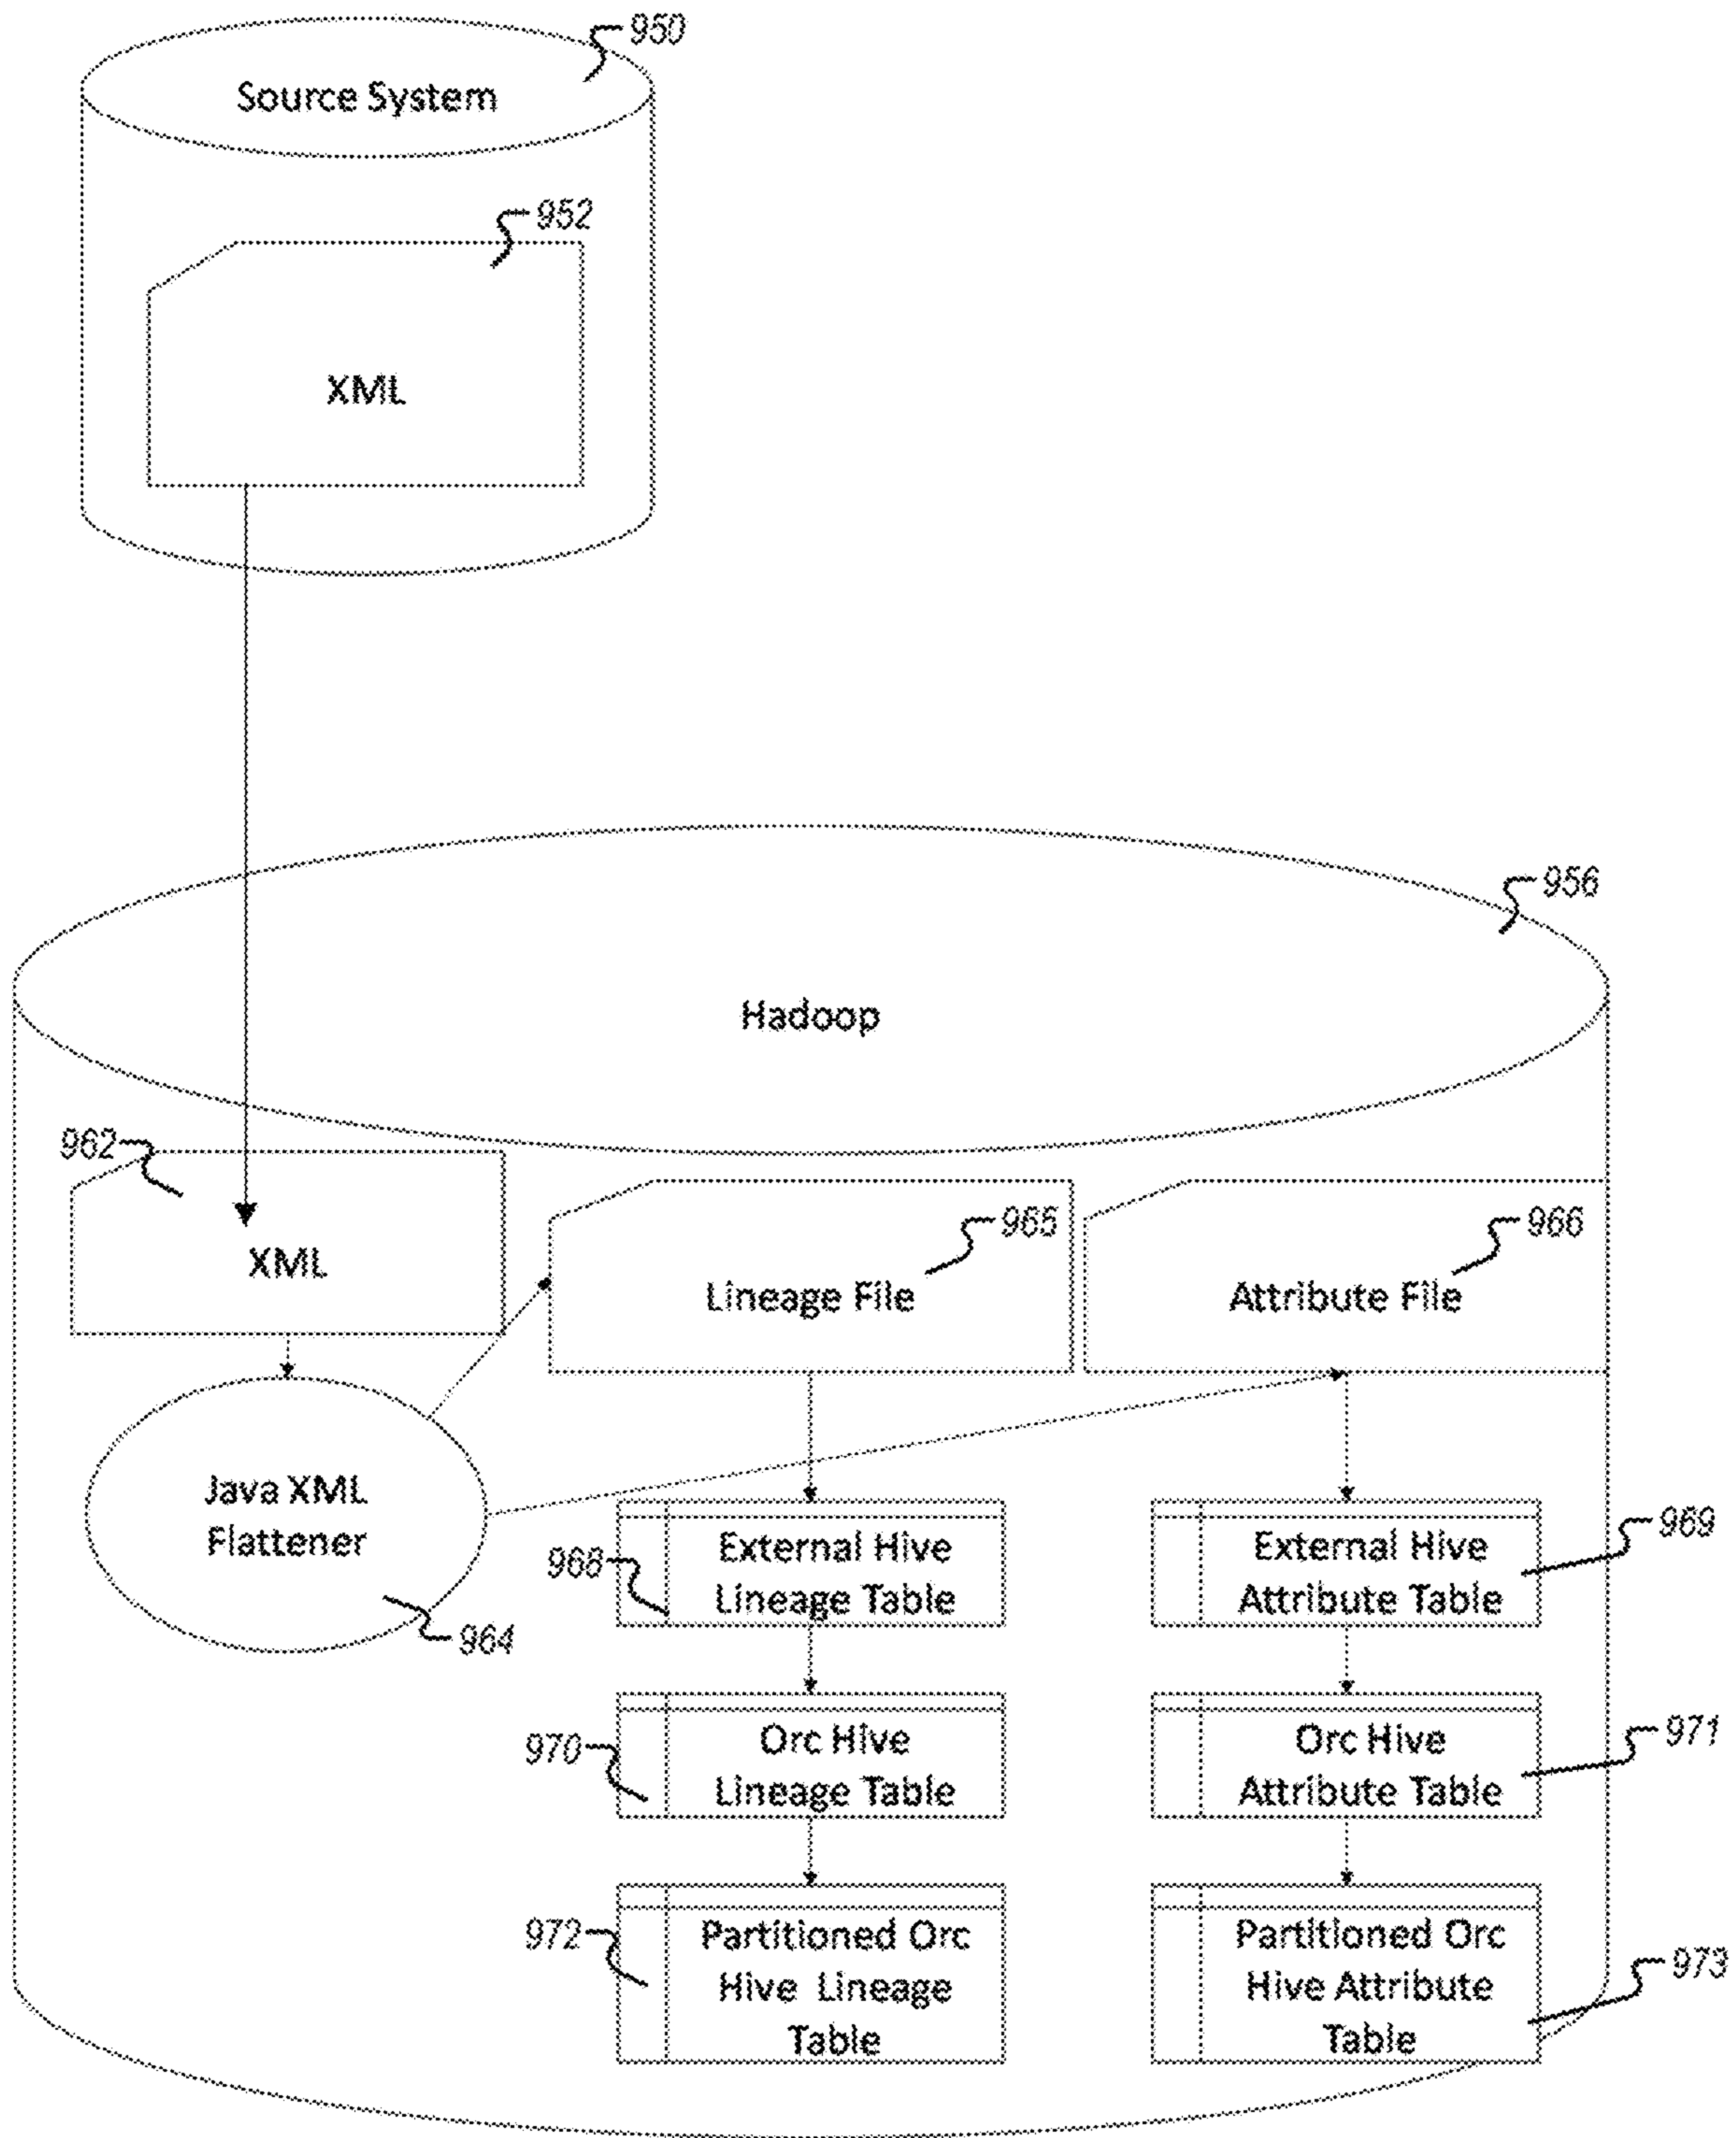 950
Source System
952
XML
956
Hadoop
962
XML
965
Lineage File
966
Attribute File
Java XML
Flattener
964
968
External Hive
Lineage Table
969
External Hive
Attribute Table
970
Orc Hive
Lineage Table
971
Orc Hive
Attribute Table
972
Partitioned Orc
Hive Lineage
Table
973
Partitioned Orc
Hive Attribute
Table